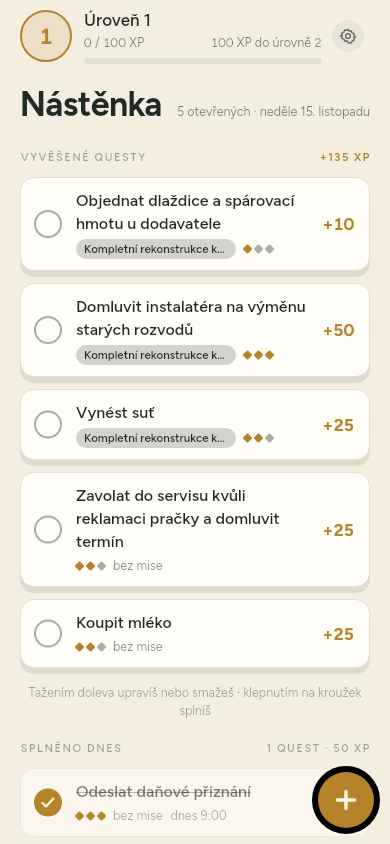 1
Úroveň 1
0 / 100 XP
100 XP do úrovně 2
Nástěnka
5 otevřených · neděle 15. listopadu
VYVĚŠENÉ QUESTY
+135 XP
Objednat dlaždice a spárovací
hmotu u dodavatele
+10
Kompletní rekonstrukce k…
Domluvit instalatéra na výměnu
starých rozvodů
+50
Kompletní rekonstrukce k…
Vynést suť
+25
Kompletní rekonstrukce k…
Zavolat do servisu kvůli
reklamaci pračky a domluvit
termín
+25
bez mise
Koupit mléko
+25
bez mise
Tažením doleva upravíš nebo smažeš · klepnutím na kroužek
splníš
SPLNĚNO DNES
1 QUEST · 50 XP
Odeslat daňové přiznání
bez mise dnes 9:00